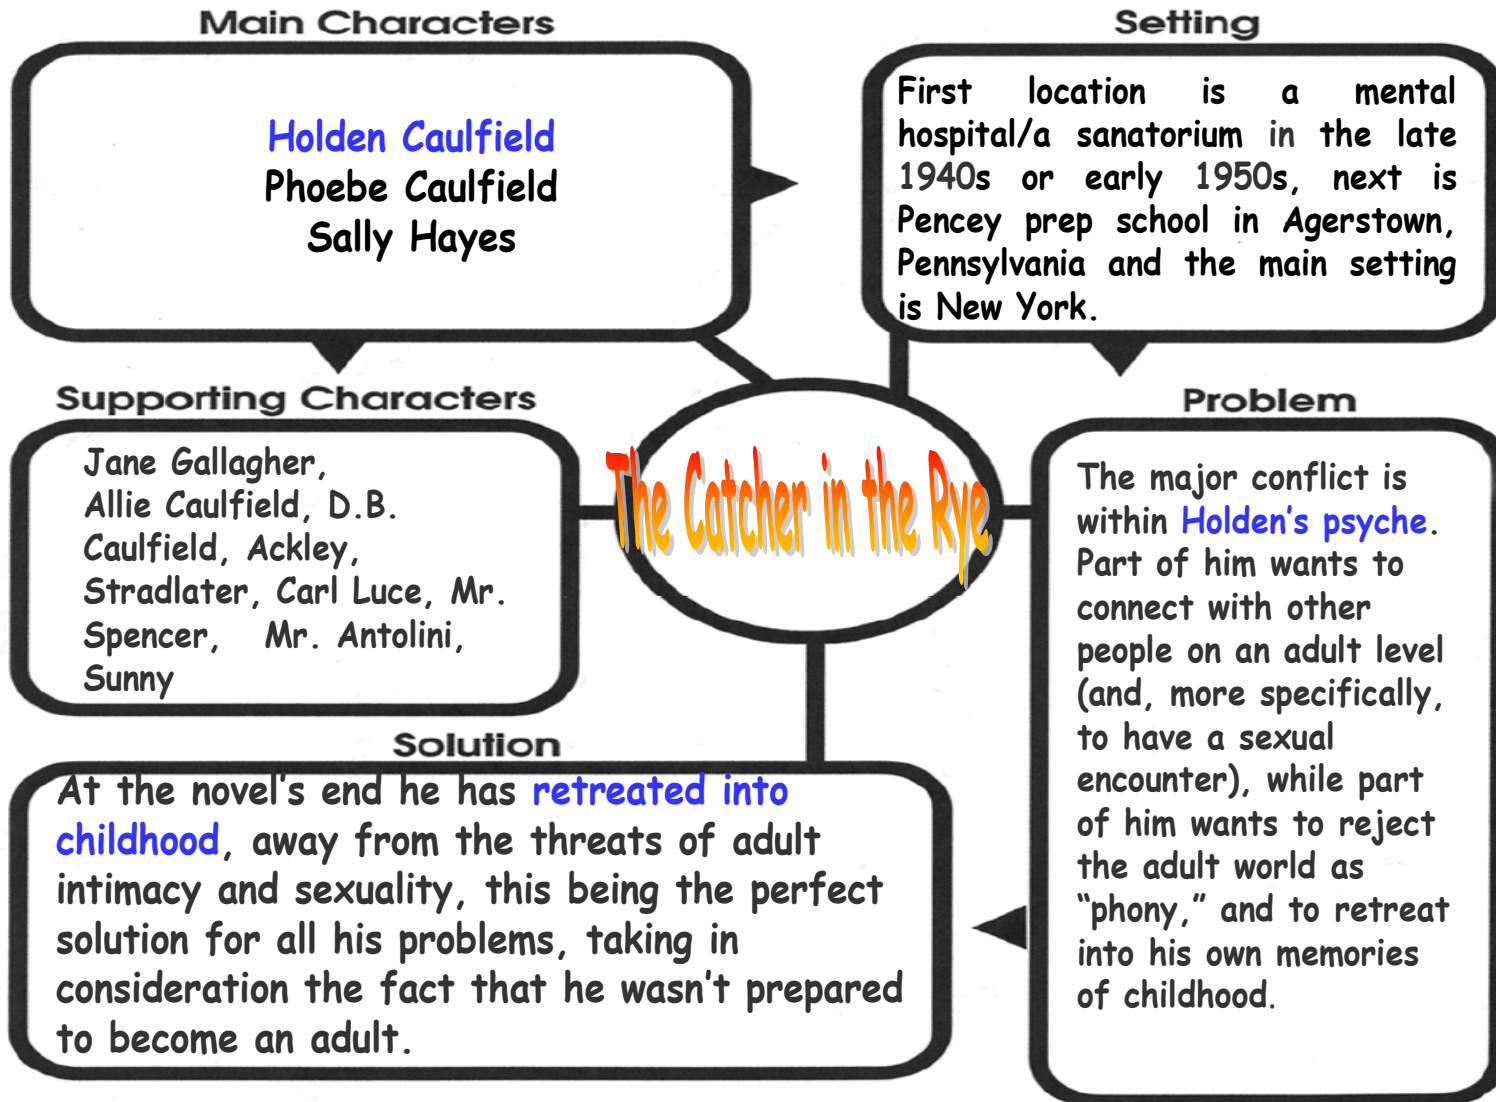 Main Characters
Holden Caulfield
Phoebe Caulfield
Sally Hayes
Setting
First location is a mental
hospital/a sanatorium in the late
1940s or early 1950s, next is
Pencey prep school in Agerstown,
Pennsylvania and the main setting
is New York.
Supporting Characters
Jane Gallagher,
Allie Caulfield, D.B.
Caulfield, Ackley,
Stradlater, Carl Luce, Mr.
Spencer, Mr. Antolini,
Sunny
The Catcher in the Rye
Problem
The major conflict is
within Holden's psyche.
Part of him wants to
connect with other
people on an adult level
(and, more specifically,
to have a sexual
encounter), while part
of him wants to reject
the adult world as
“phony,” and to retreat
into his own memories
of childhood.
Solution
At the novel's end he has retreated into
childhood, away from the threats of adult
intimacy and sexuality, this being the perfect
solution for all his problems, taking in
consideration the fact that he wasn't prepared
to become an adult.